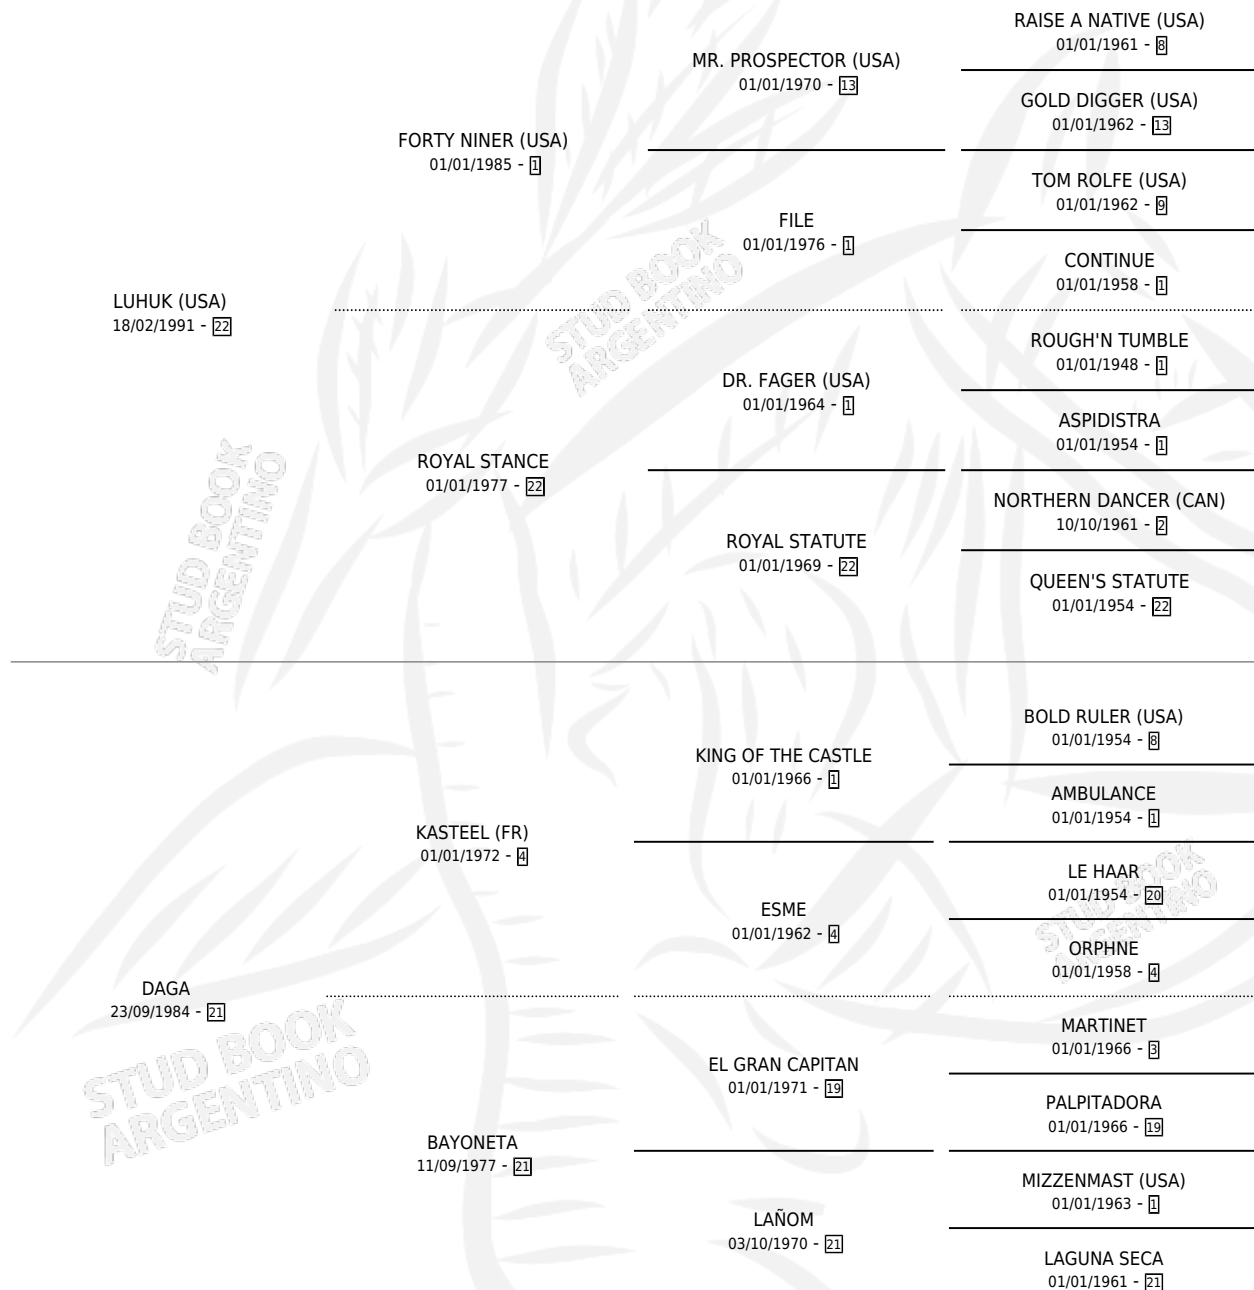 RAISE A NATIVE (USA)
01/01/1961 - 8
MR. PROSPECTOR (USA)
01/01/1970 - 13
GOLD DIGGER (USA)
01/01/1962 - 13
FORTY NINER (USA)
01/01/1985 - 1
TOM ROLFE (USA)
01/01/1962 - 9
FILE
01/01/1976 - 1
CONTINUE
01/01/1958 - 1
LUHUK (USA)
18/02/1991 - 22
ROUGH'N TUMBLE
01/01/1948 - 1
DR. FAGER (USA)
01/01/1964 - 1
ASPIDISTRA
01/01/1954 - 1
ROYAL STANCE
01/01/1977 - 22
NORTHERN DANCER (CAN)
10/10/1961 - 2
ROYAL STATUTE
01/01/1969 - 22
QUEEN'S STATUTE
01/01/1954 - 22
BOLD RULER (USA)
01/01/1954 - 8
KING OF THE CASTLE
01/01/1966 - 1
AMBULANCE
01/01/1954 - 1
KASTEEL (FR)
01/01/1972 - 4
LE HAAR
01/01/1954 - 20
ESME
01/01/1962 - 4
ORPHNE
01/01/1958 - 4
DAGA
23/09/1984 - 21
MARTINET
01/01/1966 - 3
EL GRAN CAPITAN
01/01/1971 - 19
PALPITADORA
01/01/1966 - 19
BAYONETA
11/09/1977 - 21
MIZZENMAST (USA)
01/01/1963 - 1
LAÑOM
03/10/1970 - 21
LAGUNA SECA
01/01/1961 - 21
STUD BOOK
ARGENTINO
STUD BOOK
ARGENTINO
STUD BOOK
ARGENTINO
STUD BOOK
ARGENTINO